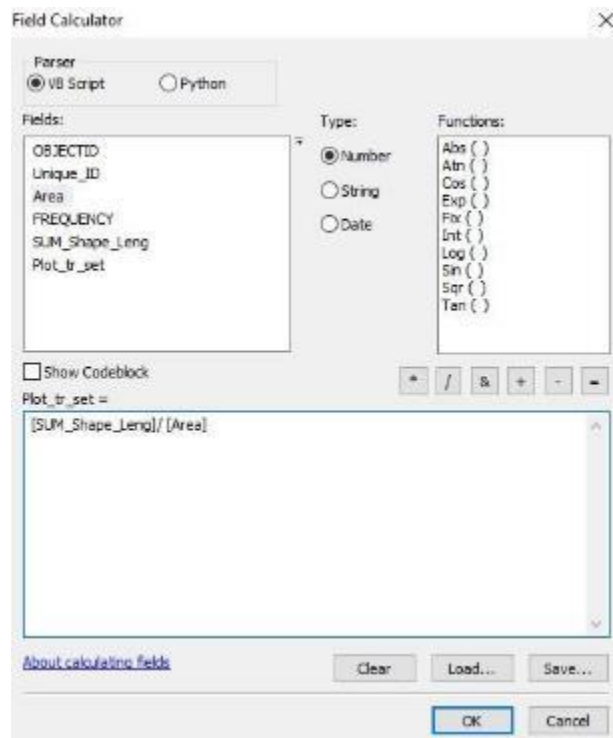 Field Calculator
Parser
VB Script
Python
Fields:
Type:
Functions:
OBJECTID
Unique_ID
Area
FREQUENCY
SUM_Shape_Leng
Plot_tr_set
Number
String
Date
Abs ( )
Atn ( )
Cos ( )
Exp ( )
Fix ( )
Int ( )
Log ( )
Sin ( )
Sqr ( )
Tan ( )
Show Codeblock
* / & + - =
Plot_tr_set =
[SUM_Shape_Leng]/ [Area]
About calculating fields
Clear
Load...
Save...
OK
Cancel